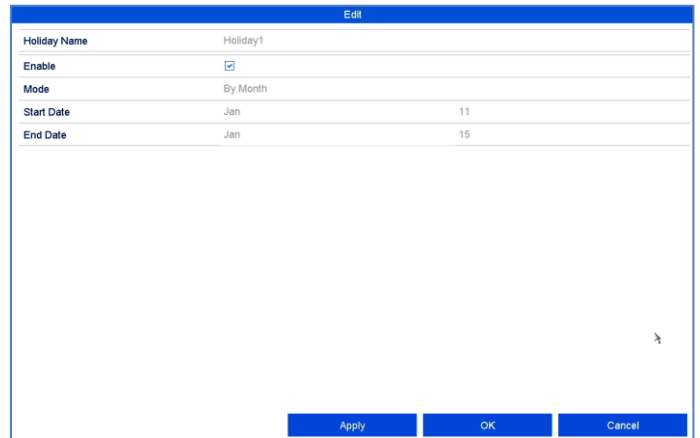 Edit
Holiday Name Holiday1
Enable
Mode By Month
Start Date Jan 11
End Date Jan 15
Apply OK Cancel